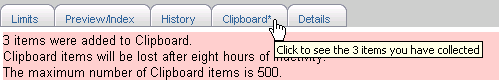 Limits Preview/Index History Clipboard* Details
3 items were added to Clipboard.
Clipboard items will be lost after eight hours of inactivity.
Click to see the 3 items you have collected
The maximum number of Clipboard items is 500.